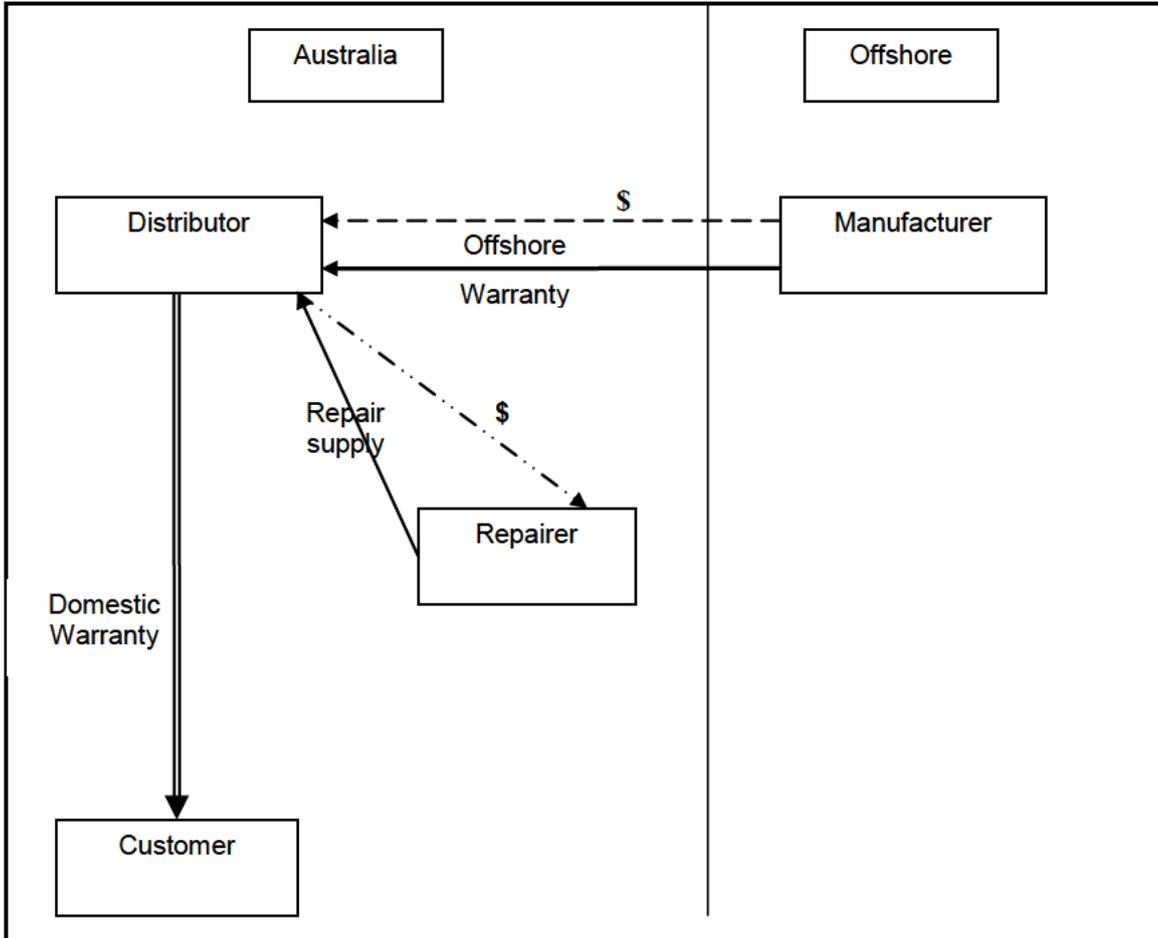 Australia
Offshore
$
Distributor
Manufacturer
Offshore
Warranty
Repair
supply
$
Repairer
Domestic
Warranty
Customer